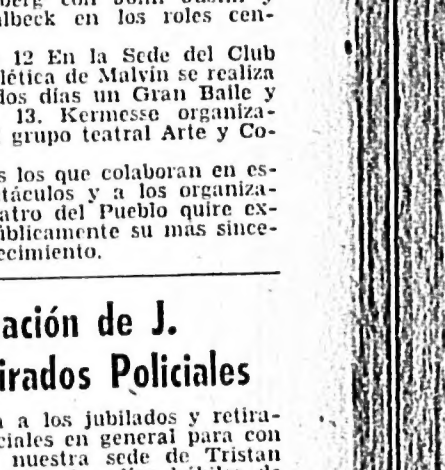 con John Justin y
lbeck en los roles cen-
12 En la Sede del Club
lética de Malvín se realiza
dos días un Gran Baile y
13. Kermesse organiza-
grupo teatral Arte y Co-
s los que colaboran en es-
táculos y a los organiza-
atro del Pueblo quire ex-
úblicamente su mas since-
ecimiento.
ación de J.
irados Policiales
a a los jubilados y retira-
ciales en general para con
nuestra sede de Tristan